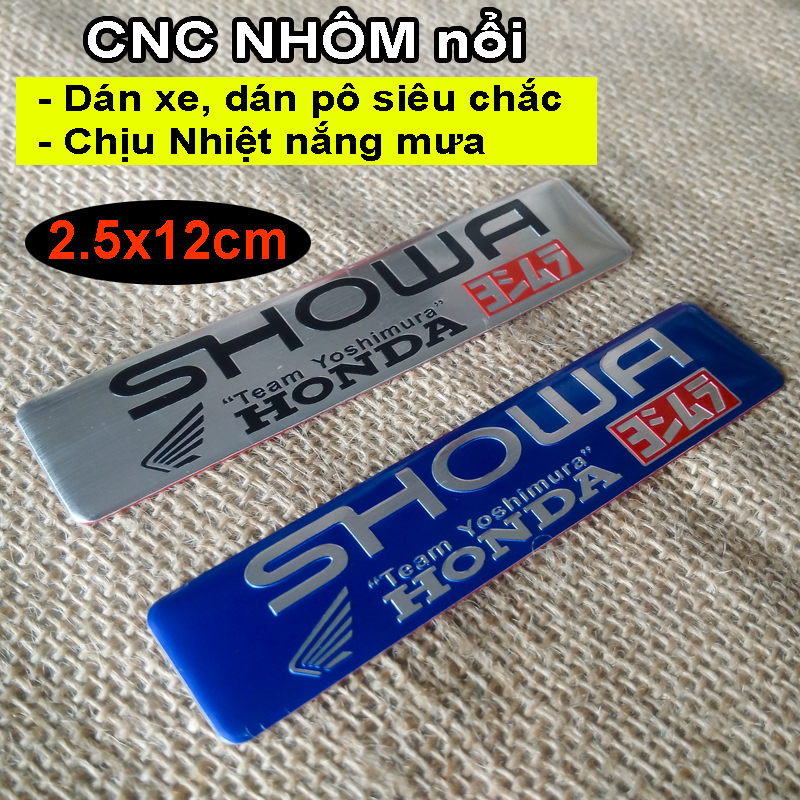 CNC NHÔM nổi
- Dán xe, dán pô siêu chắc
- Chịu Nhiệt nắng mưa
2.5x12cm
SHOWA
"Team Yoshimura"
HONDA
ヨシムラ
SHOWA
"Team Yoshimura"
HONDA
ヨシムラ